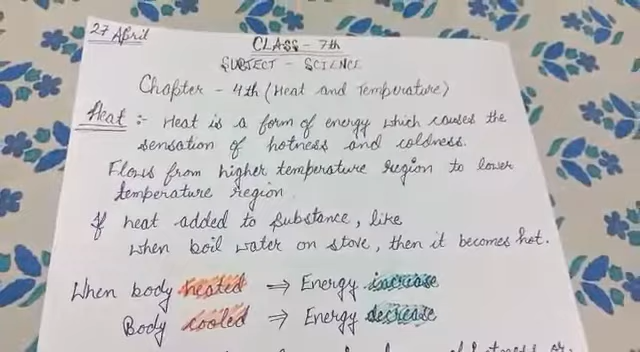 27 April
CLASS - 7th
SUBJECT - SCIENCE
Chapter - 4th (Heat and Temperature)
Heat :- Heat is a form of energy which causes the
sensation of hotness and coldness.
Flows from higher temperature region to lower
temperature region.
If heat added to substance, like
when boil water on stove, then it becomes hot.
When body heated ⇒ Energy increase
Body cooled ⇒ Energy decrease
of hotness or